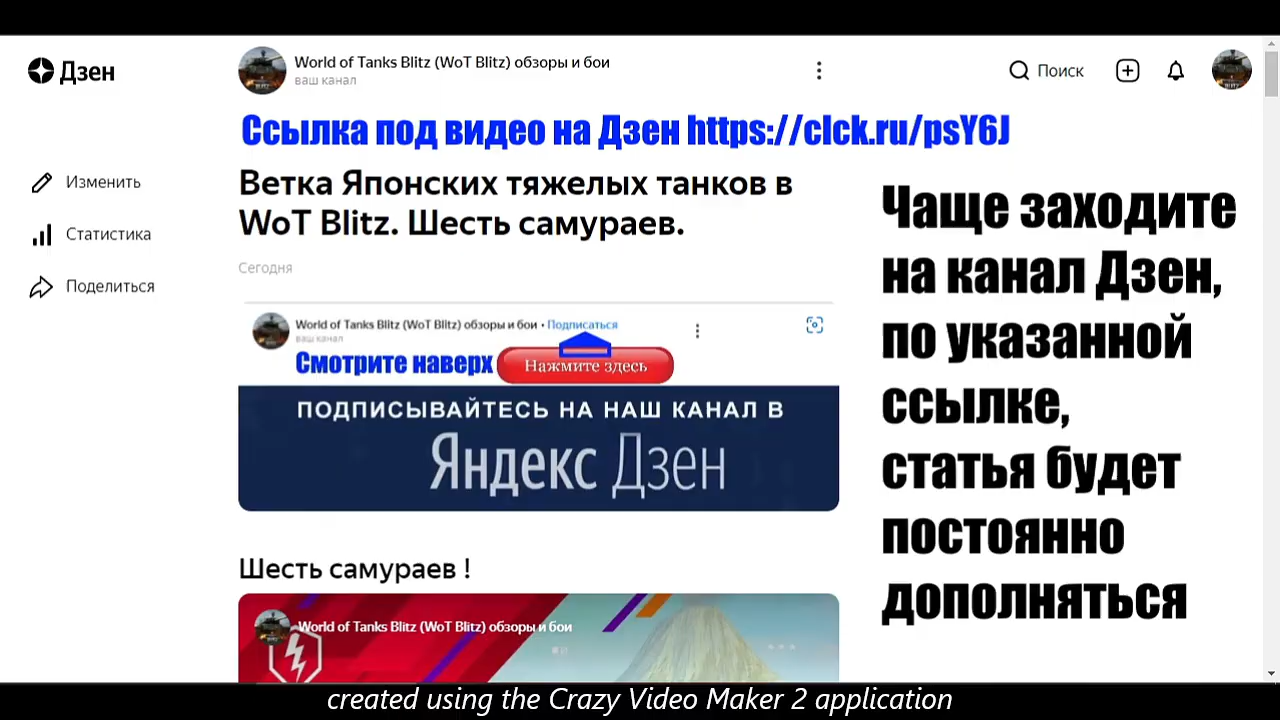 Дзен
World of Tanks Blitz (WoT Blitz) обзоры и бои
ваш канал
Поиск
Ссылка под видео на Дзен https://clck.ru/psY6J
Изменить
Статистика
Поделиться
Ветка Японских тяжелых танков в
WoT Blitz. Шесть самураев.
Сегодня
World of Tanks Blitz (WoT Blitz) обзоры и бои • Подписаться
ваш канал
Смотрите наверх
Нажмите здесь
ПОДПИСЫВАЙТЕСЬ НА НАШ КАНАЛ В
Яндекс Дзен
Шесть самураев !
World of Tanks Blitz (WoT Blitz) обзоры и бои
Чаще заходите
на канал Дзен,
по указанной
ссылке,
статья будет
постоянно
дополняться
created using the Crazy Video Maker 2 application